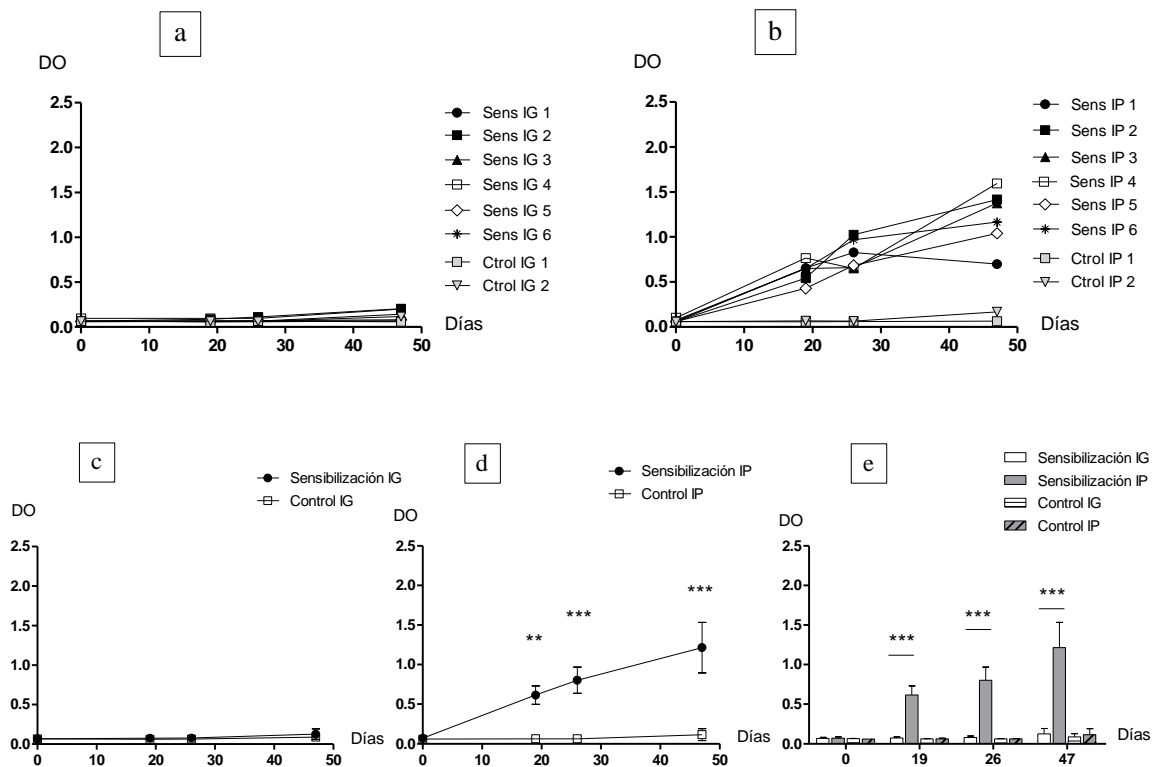 a
DO
2.5
2.0
1.5
1.0
0.5
0.0
0 10 20 30 40 50
Días
Sens IG 1
Sens IG 2
Sens IG 3
Sens IG 4
Sens IG 5
Sens IG 6
Ctrol IG 1
Ctrol IG 2
b
DO
2.5
2.0
1.5
1.0
0.5
0.0
0 10 20 30 40 50
Días
Sens IP 1
Sens IP 2
Sens IP 3
Sens IP 4
Sens IP 5
Sens IP 6
Ctrol IP 1
Ctrol IP 2
c
Sensibilización IG
Control IG
DO
2.5
2.0
1.5
1.0
0.5
0.0
0 10 20 30 40 50
Días
d
Sensibilización IP
Control IP
DO
2.5
2.0
1.5
1.0
0.5
0.0
** *** ***
0 10 20 30 40 50
Días
e
Sensibilización IG
Sensibilización IP
Control IG
Control IP
DO
2.5
2.0
1.5
1.0
0.5
0.0
*** *** ***
0 19 26 47
Días